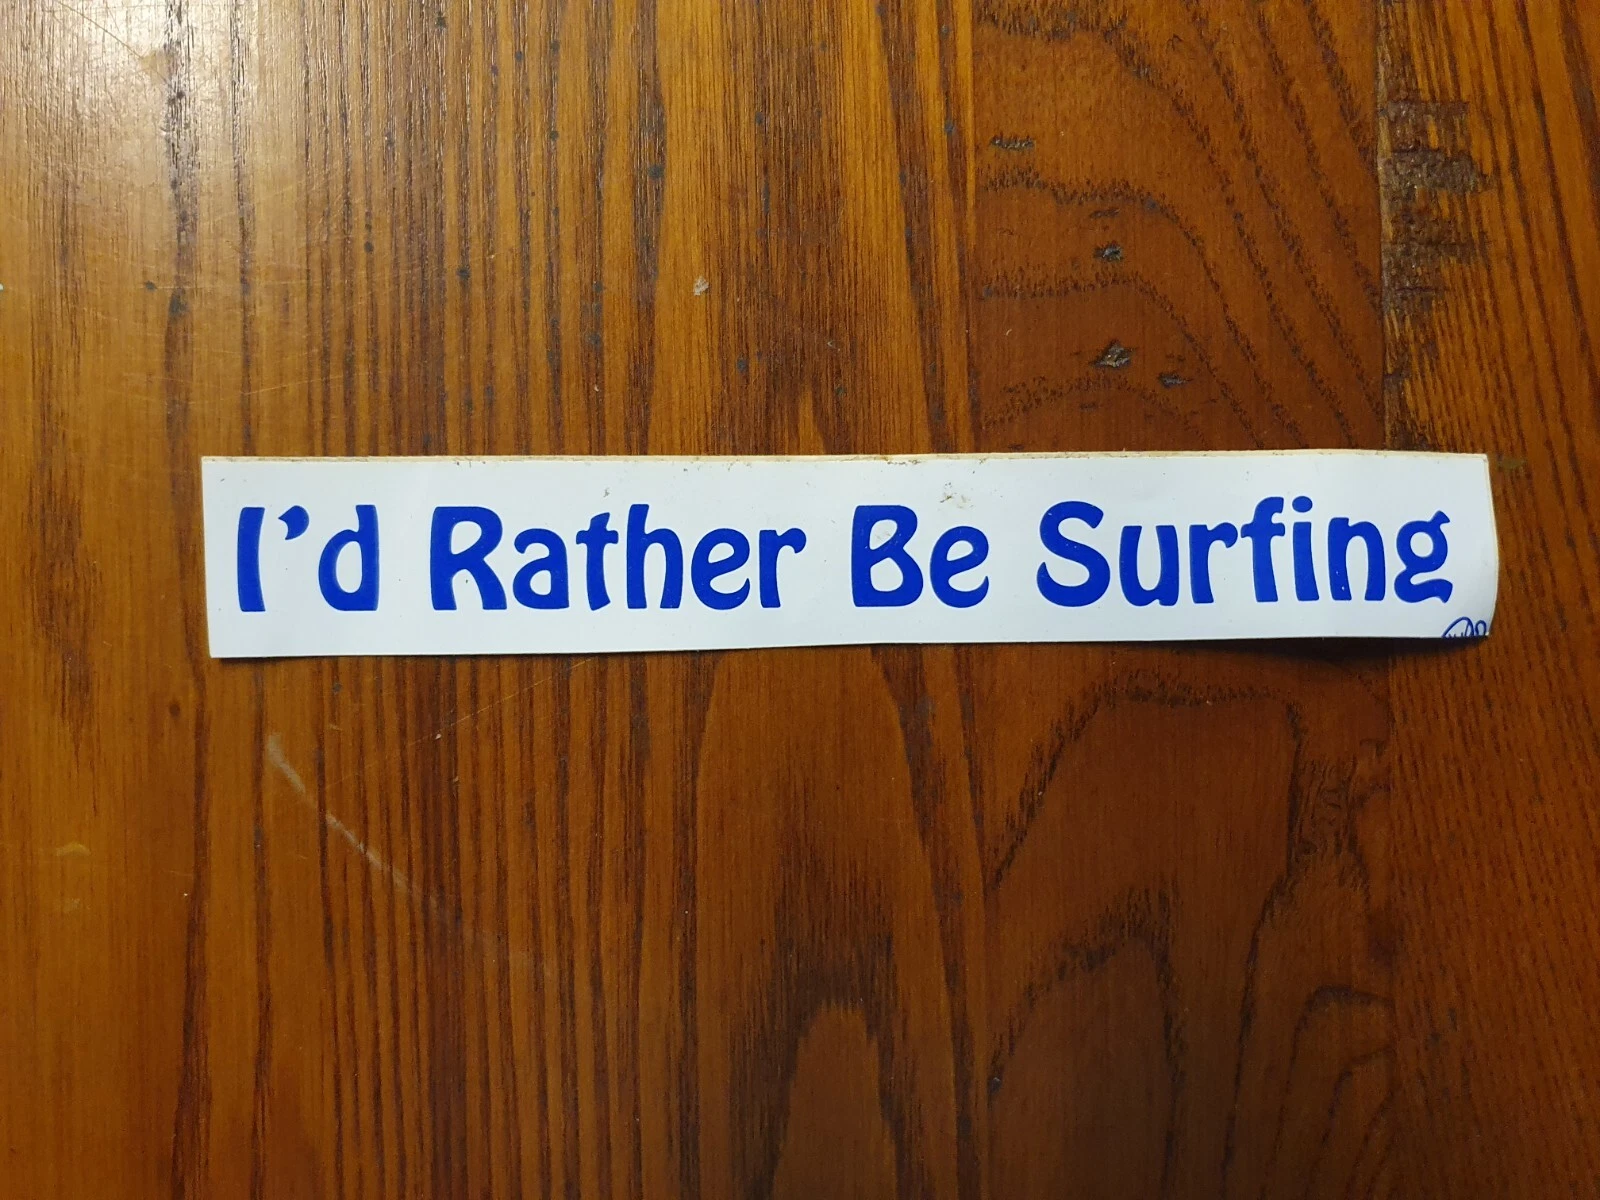 I'd Rather Be Surfing